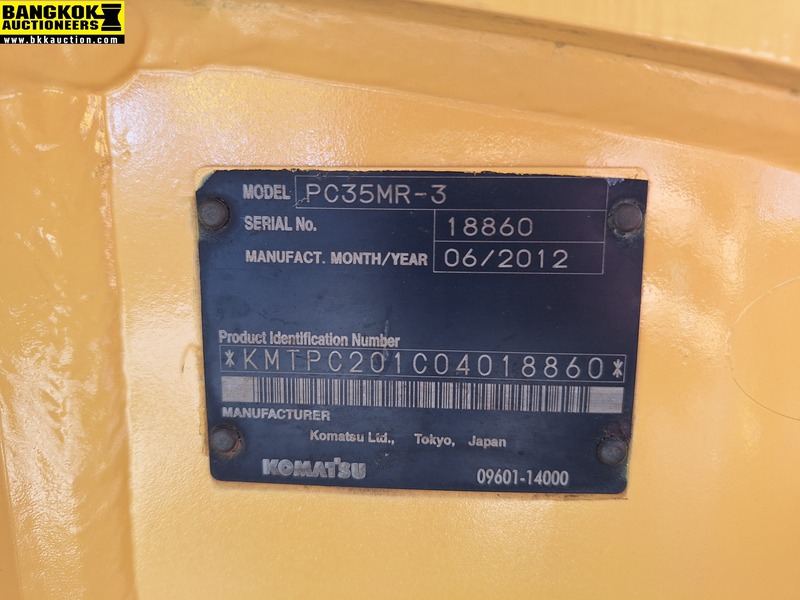 BANGKOK
AUCTIONEERS
www.bkkauction.com
MODEL PC35MR-3
SERIAL No. 18860
MANUFACT. MONTH/YEAR 06/2012
Product Identification Number
*KMTPC201C04018860*
MANUFACTURER
Komatsu Ltd., Tokyo, Japan
KOMATSU
09601-14000